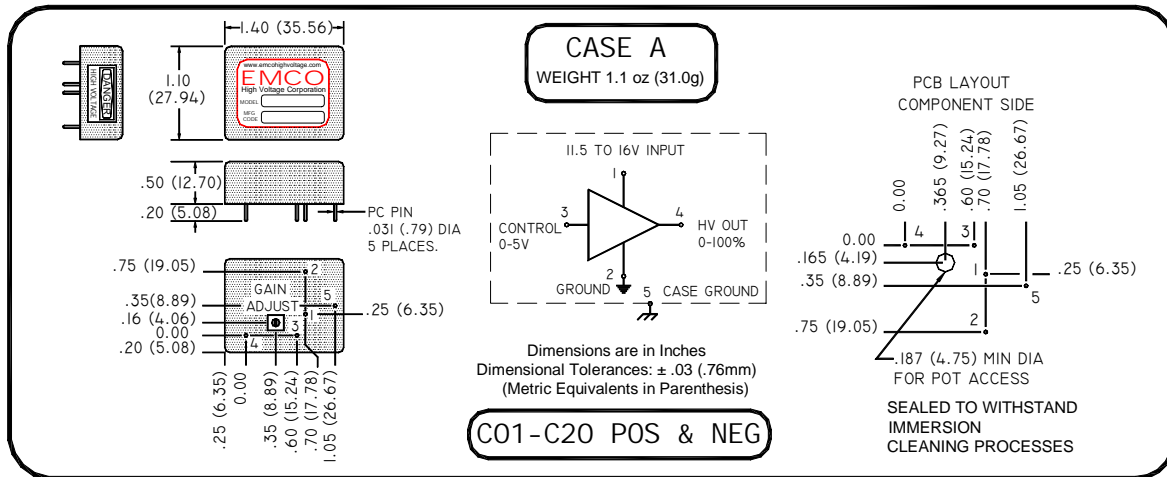 1.40 (35.56)
1.10
(27.94)
DANGER
HIGH VOLTAGE
www.emcohighvoltage.com
EMCO
High Voltage Corporation
MODEL
MFG
CODE
.50 (12.70)
.20 (5.08)
PC PIN
.031 (.79) DIA
5 PLACES.
.75 (19.05)
.35(8.89)
.16 (4.06)
0.00
.20 (5.08)
GAIN
ADJUST
2
5
1
3
4
.25 (6.35)
.25 (6.35)
0.00
.35 (8.89)
.60 (15.24)
.70 (17.78)
1.05 (26.67)
CASE A
WEIGHT 1.1 oz (31.0g)
11.5 TO 16V INPUT
1
3
CONTROL
0-5V
4
HV OUT
0-100%
2
GROUND
5
CASE GROUND
Dimensions are in Inches
Dimensional Tolerances: ± .03 (.76mm)
(Metric Equivalents in Parenthesis)
C01-C20 POS & NEG
PCB LAYOUT
COMPONENT SIDE
0.00
.365 (9.27)
.60 (15.24)
.70 (17.78)
1.05 (26.67)
0.00
.165 (4.19)
.35 (8.89)
.75 (19.05)
4
3
1
5
2
.25 (6.35)
.187 (4.75) MIN DIA
FOR POT ACCESS
SEALED TO WITHSTAND
IMMERSION
CLEANING PROCESSES